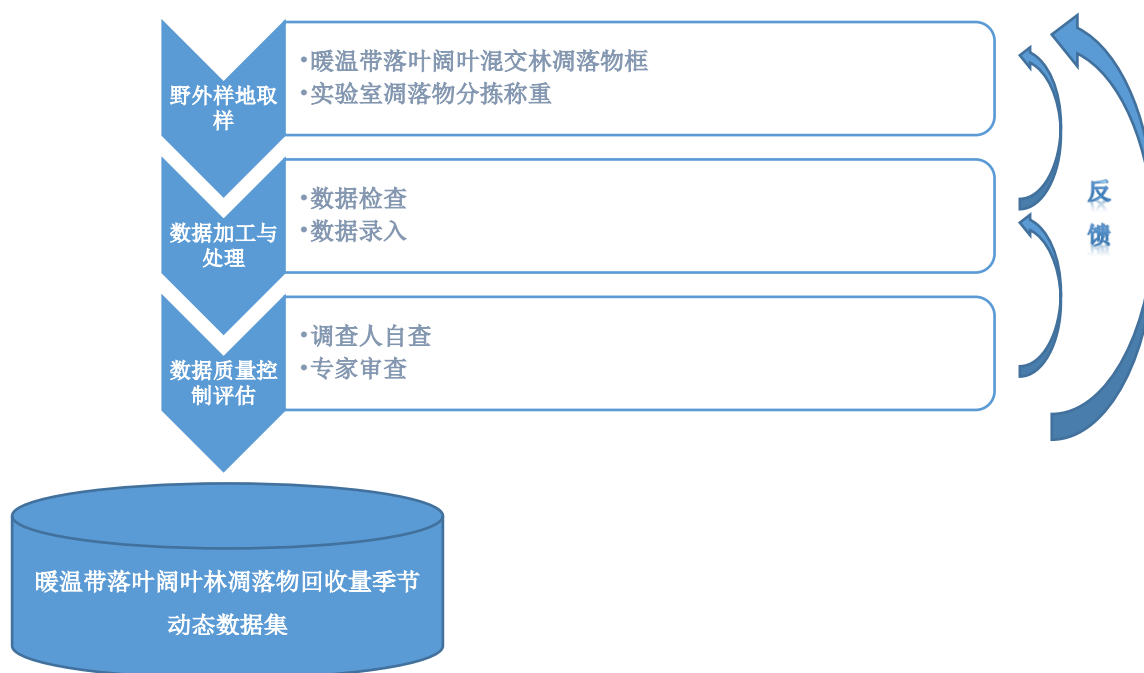 野外样地取
样
•暖温带落叶阔叶混交林凋落物框
•实验室凋落物分拣称重
数据加工与
处理
•数据检查
•数据录入
数据质量控
制评估
•调查人自查
•专家审查
反
馈
暖温带落叶阔叶林凋落物回收量季节
动态数据集